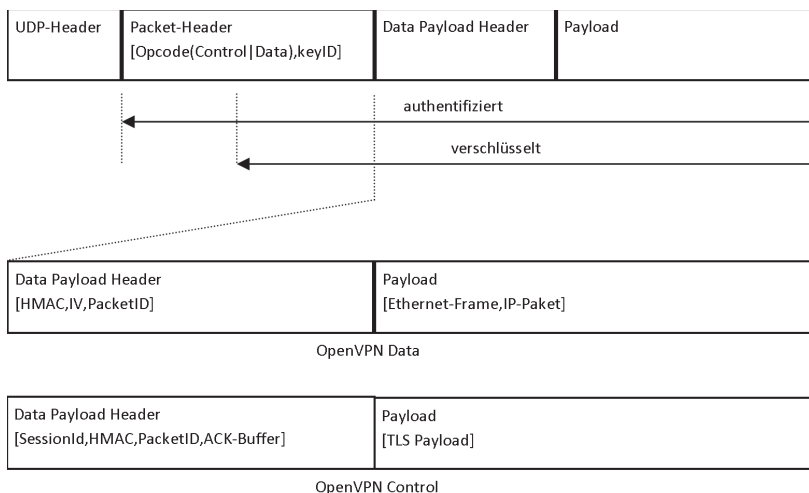 UDP-Header
Packet-Header
[Opcode(Control|Data),keyID]
Data Payload Header
Payload
authentifiziert
verschlüsselt
Data Payload Header
[HMAC,IV,PacketID]
Payload
[Ethernet-Frame,IP-Paket]
OpenVPN Data
Data Payload Header
[SessionId,HMAC,PacketID,ACK-Buffer]
Payload
[TLS Payload]
OpenVPN Control